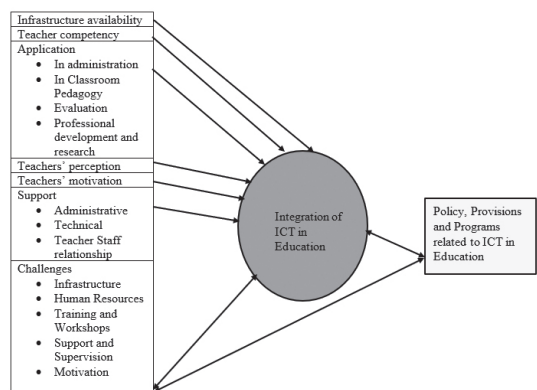 Infrastructure availability
Teacher competency
Application
• In administration
• In Classroom
Pedagogy
• Evaluation
• Professional
development and
research
Teachers' perception
Teachers' motivation
Support
• Administrative
• Technical
• Teacher Staff
relationship
Challenges
• Infrastructure
• Human Resources
• Training and
Workshops
• Support and
Supervision
• Motivation
Integration of
ICT in
Education
Policy, Provisions
and Programs
related to ICT in
Education